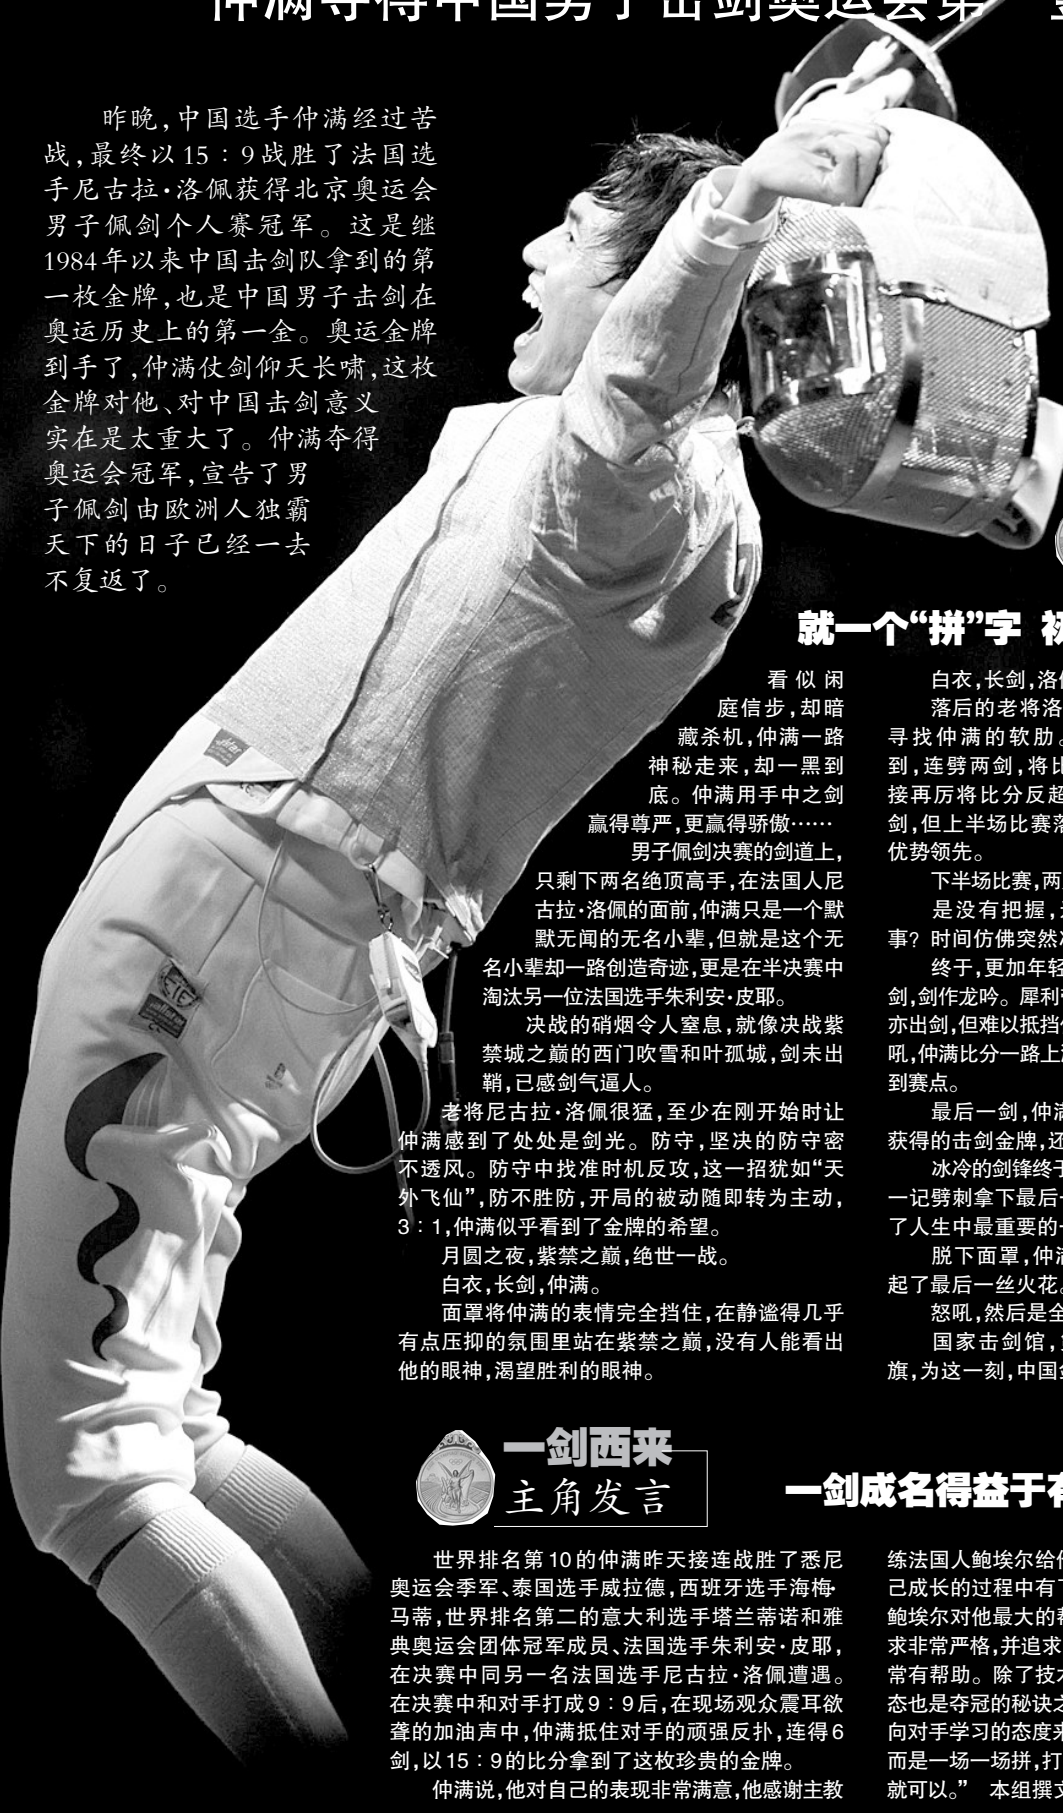 仲满夺得中国男子击剑奥运会第一
昨晚，中国选手仲满经过苦
战，最终以15：9战胜了法国选
手尼古拉·洛佩获得北京奥运会
男子佩剑个人赛冠军。这是继
1984年以来中国击剑队拿到的第
一枚金牌，也是中国男子击剑在
奥运历史上的第一金。奥运金牌
到手了，仲满仗剑仰天长啸，这枚
金牌对他、对中国击剑意义
实在是太重大了。仲满夺得
奥运会冠军，宣告了男
子佩剑由欧洲人独霸
天下的日子已经一去
不复返了。
就一个“拼”字
看似闲
庭信步，却暗
藏杀机，仲满一路
神秘走来，却一黑到
底。仲满用手中之剑
赢得尊严，更赢得骄傲……
男子佩剑决赛的剑道上，
只剩下两名绝顶高手，在法国人尼
古拉·洛佩的面前，仲满只是一个默
默无闻的无名小辈，但就是这个无
名小辈却一路创造奇迹，更是在半决赛中
淘汰另一位法国选手朱利安·皮耶。
决战的硝烟令人窒息，就像决战紫
禁城之巅的西门吹雪和叶孤城，剑未出
鞘，已感剑气逼人。
老将尼古拉·洛佩很猛，至少在刚开始时让
仲满感到了处处是剑光。防守，坚决的防守密
不透风。防守中找准时机反攻，这一招犹如“天
外飞仙”，防不胜防，开局的被动随即转为主动，
3：1，仲满似乎看到了金牌的希望。
月圆之夜，紫禁之巅，绝世一战。
白衣，长剑，仲满。
面罩将仲满的表情完全挡住，在静谧得几乎
有点压抑的氛围里站在紫禁之巅，没有人能看出
他的眼神，渴望胜利的眼神。
白衣，长剑，洛
落后的老将洛
寻找仲满的软肋。
到，连劈两剑，将比
接再厉将比分反超
剑，但上半场比赛落
优势领先。
下半场比赛，两
是没有把握，
事？时间仿佛突然
终于，更加年轻
剑，剑作龙吟。犀利
亦出剑，但难以抵挡
吼，仲满比分一路上
到赛点。
最后一剑，仲满
获得的击剑金牌，还
冰冷的剑锋终于
一记劈刺拿下最后一
了人生中最重要的一
脱下面罩，仲满
起了最后一丝火花。
怒吼，然后是全
国家击剑馆，
旗，为这一刻，中国
一剑西来
主角发言
一剑成名得益于有
世界排名第10的仲满昨天接连战胜了悉尼
奥运会季军、泰国选手威拉德，西班牙选手海梅·
马蒂，世界排名第二的意大利选手塔兰蒂诺和雅
典奥运会团体冠军成员、法国选手朱利安·皮耶，
在决赛中同另一名法国选手尼古拉·洛佩遭遇。
在决赛中和对手打成9：9后，在现场观众震耳欲
聋的加油声中，仲满抵住对手的顽强反扑，连得6
剑，以15：9的比分拿到了这枚珍贵的金牌。
仲满说，他对自己的表现非常满意，他感谢主教
练法国人鲍埃尔给他
己成长的过程中有了
鲍埃尔对他最大的帮
求非常严格，并追求
常有帮助。除了技术
态也是夺冠的秘诀之
向对手学习的态度来
而是一场一场拼，打
就可以。” 本组撰文